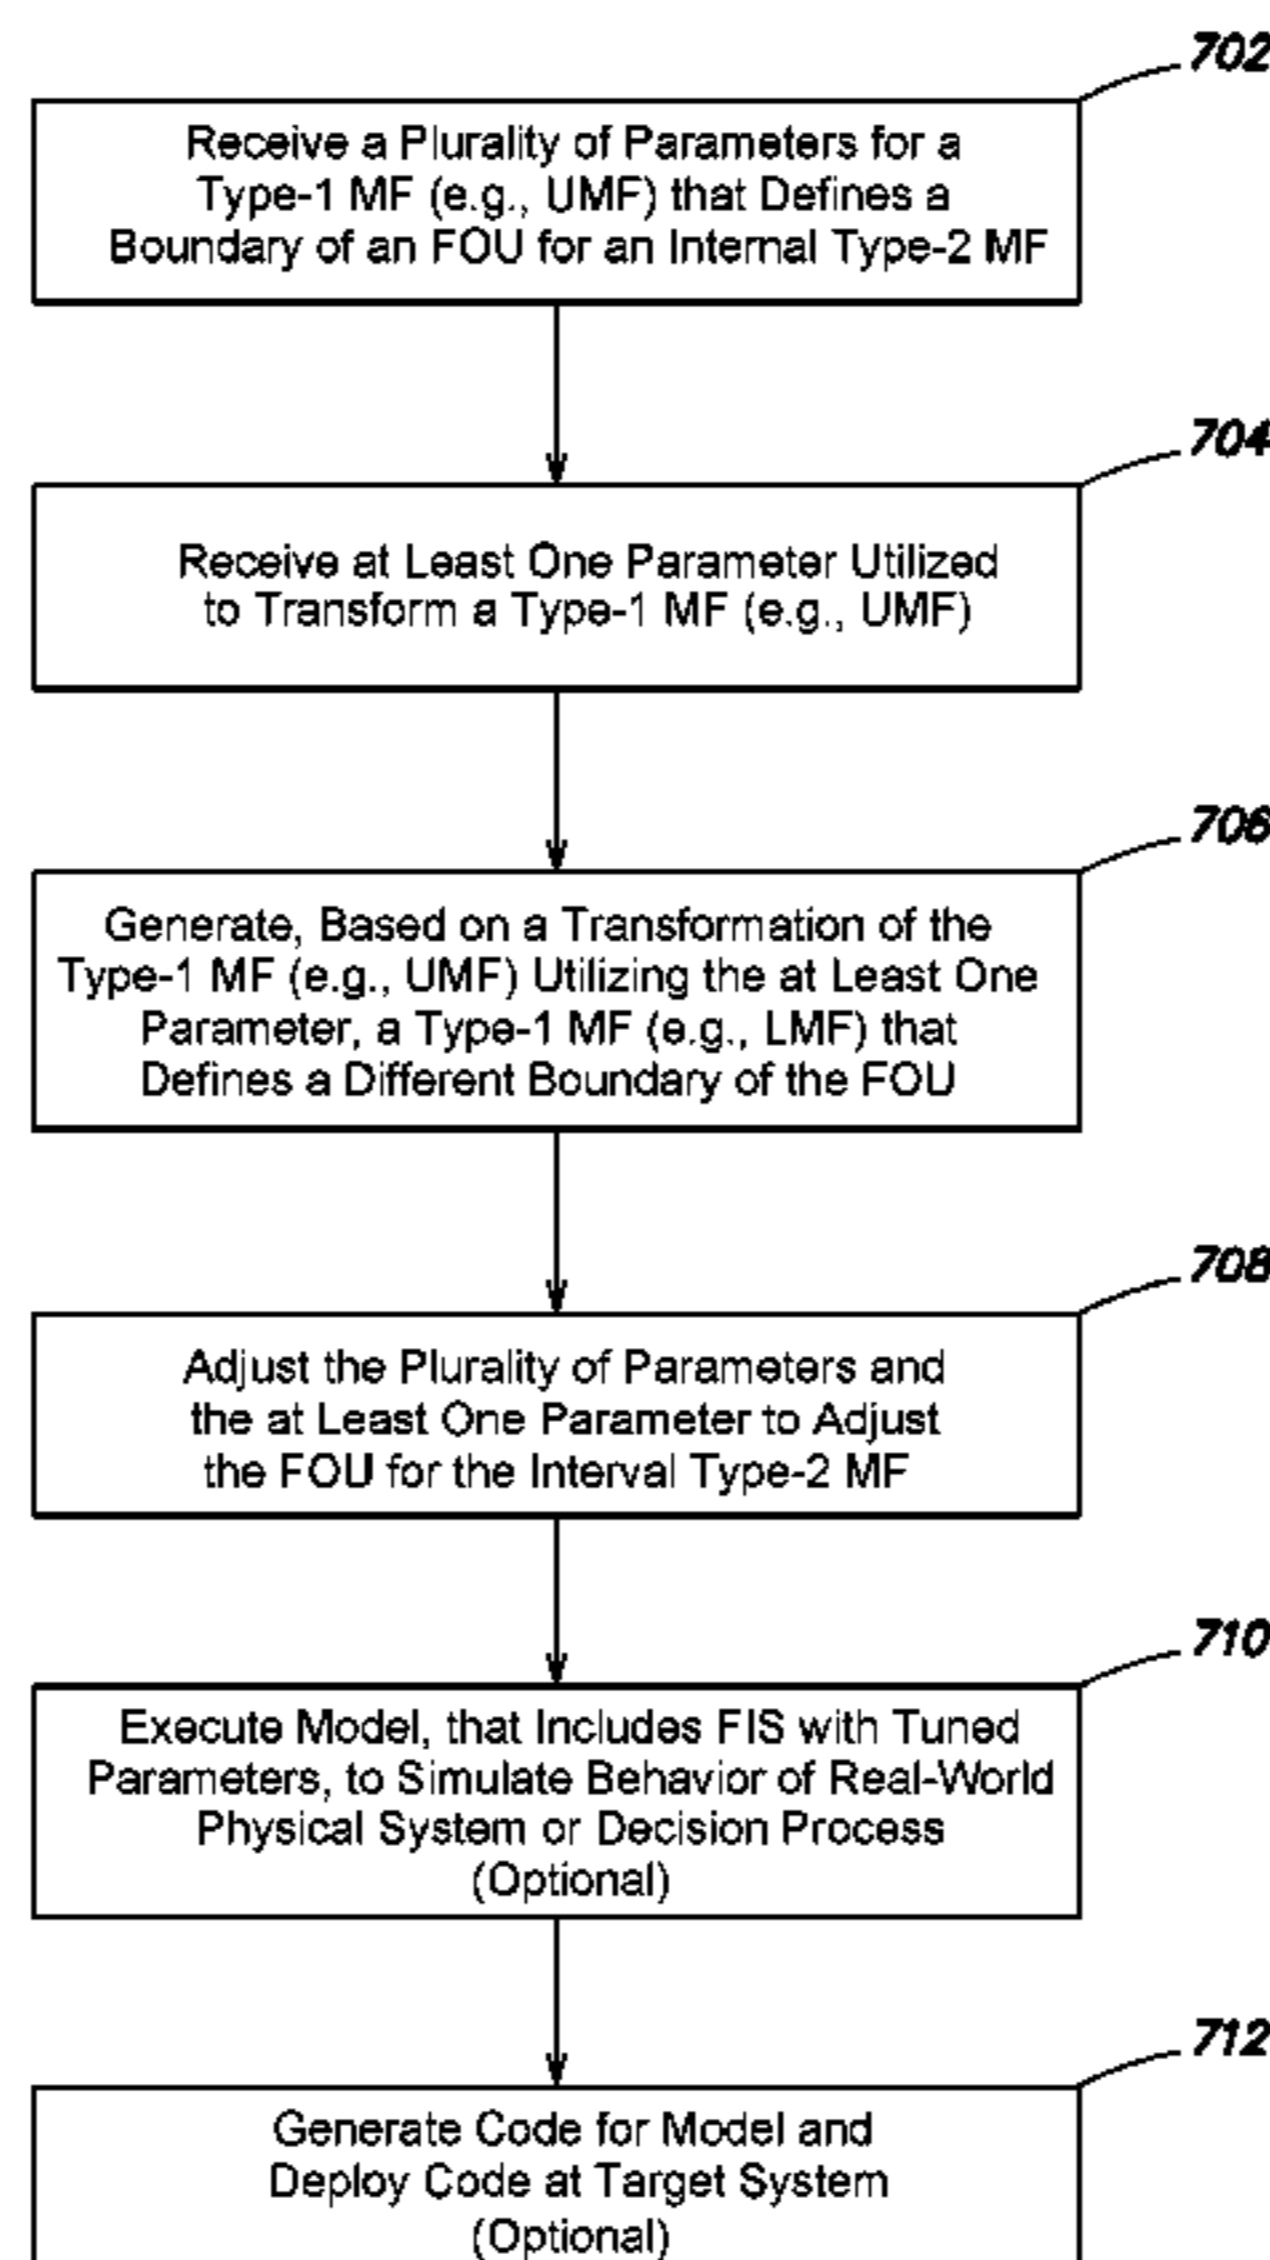 702
Receive a Plurality of Parameters for a
Type-1 MF (e.g., UMF) that Defines a
Boundary of an FOU for an Internal Type-2 MF
704
Receive at Least One Parameter Utilized
to Transform a Type-1 MF (e.g., UMF)
706
Generate, Based on a Transformation of the
Type-1 MF (e.g., UMF) Utilizing the at Least One
Parameter, a Type-1 MF (e.g., LMF) that
Defines a Different Boundary of the FOU
708
Adjust the Plurality of Parameters and
the at Least One Parameter to Adjust
the FOU for the Interval Type-2 MF
710
Execute Model, that Includes FIS with Tuned
Parameters, to Simulate Behavior of Real-World
Physical System or Decision Process
(Optional)
712
Generate Code for Model and
Deploy Code at Target System
(Optional)